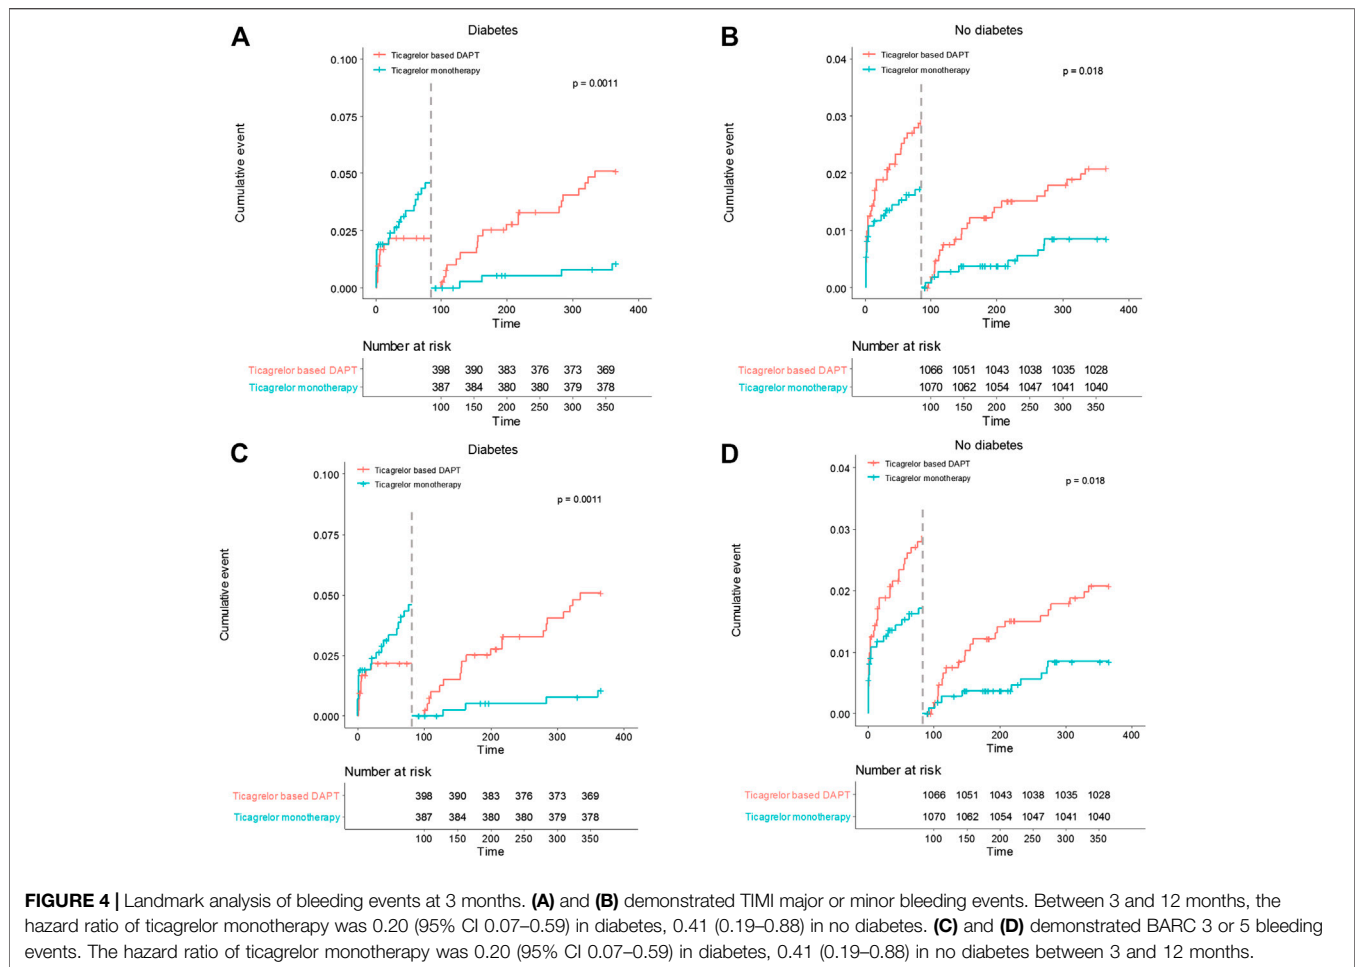 A
Diabetes
Ticagrelor based DAPT
Ticagrelor monotherapy
p = 0.0011
0.100
0.075
0.050
0.025
0.000
Cumulative event
0 100 200 300 400
Time
Number at risk
Ticagrelor based DAPT 398 390 383 376 373 369
Ticagrelor monotherapy 387 384 380 380 379 378
100 150 200 250 300 350
Time
B
No diabetes
Ticagrelor based DAPT
Ticagrelor monotherapy
p = 0.018
0.04
0.03
0.02
0.01
0.00
Cumulative event
0 100 200 300 400
Time
Number at risk
Ticagrelor based DAPT 1066 1051 1043 1038 1035 1028
Ticagrelor monotherapy 1070 1062 1054 1047 1041 1040
100 150 200 250 300 350
Time
C
Diabetes
Ticagrelor based DAPT
Ticagrelor monotherapy
p = 0.0011
0.100
0.075
0.050
0.025
0.000
Cumulative event
0 100 200 300 400
Time
Number at risk
Ticagrelor based DAPT 398 390 383 376 373 369
Ticagrelor monotherapy 387 384 380 380 379 378
100 150 200 250 300 350
Time
D
No diabetes
Ticagrelor based DAPT
Ticagrelor monotherapy
p = 0.018
0.04
0.03
0.02
0.01
0.00
Cumulative event
0 100 200 300 400
Time
Number at risk
Ticagrelor based DAPT 1066 1051 1043 1038 1035 1028
Ticagrelor monotherapy 1070 1062 1054 1047 1041 1040
100 150 200 250 300 350
Time
FIGURE 4 | Landmark analysis of bleeding events at 3 months. (A) and (B) demonstrated TIMI major or minor bleeding events. Between 3 and 12 months, the
hazard ratio of ticagrelor monotherapy was 0.20 (95% CI 0.07–0.59) in diabetes, 0.41 (0.19–0.88) in no diabetes. (C) and (D) demonstrated BARC 3 or 5 bleeding
events. The hazard ratio of ticagrelor monotherapy was 0.20 (95% CI 0.07–0.59) in diabetes, 0.41 (0.19–0.88) in no diabetes between 3 and 12 months.